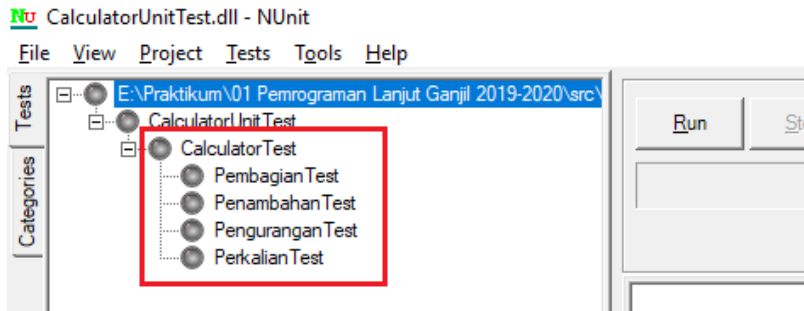 NU CalculatorUnitTest.dll - NUnit
File View Project Tests Tools Help
Tests
Categories
E:\Praktikum\01 Pemrograman Lanjut Ganjil 2019-2020\src\
CalculatorUnitTest
CalculatorTest
PembagianTest
PenambahanTest
PenguranganTest
PerkalianTest
Run